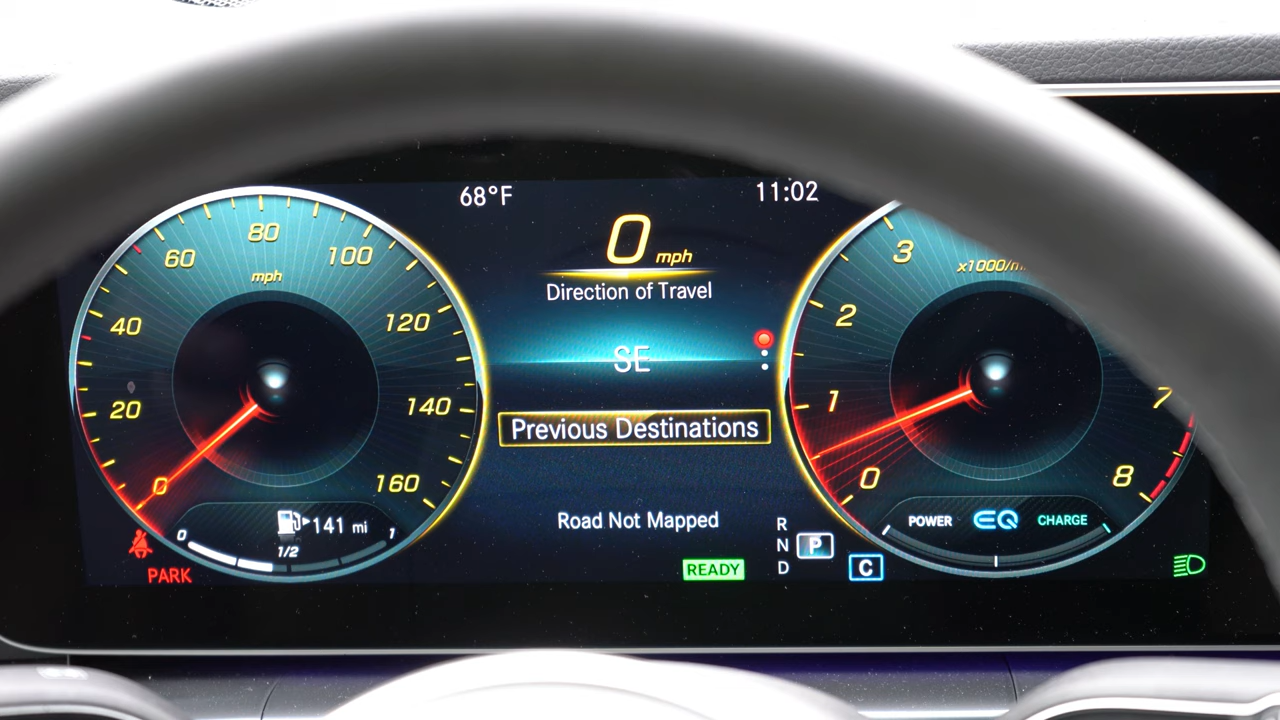 68°F
11:02
0 mph
Direction of Travel
SE
Previous Destinations
Road Not Mapped
READY
0
20
40
60
80
100
120
140
160
mph
141 mi
0
1/2
1
PARK
R
N
D
P
C
0
1
2
3
7
8
x1000/m
POWER
EQ
CHARGE